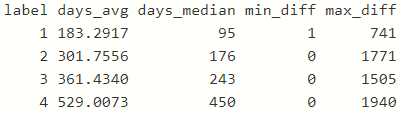 label days_avg days_median min_diff max_diff
1 183.2917 95 1 741
2 301.7556 176 0 1771
3 361.4340 243 0 1505
4 529.0073 450 0 1940